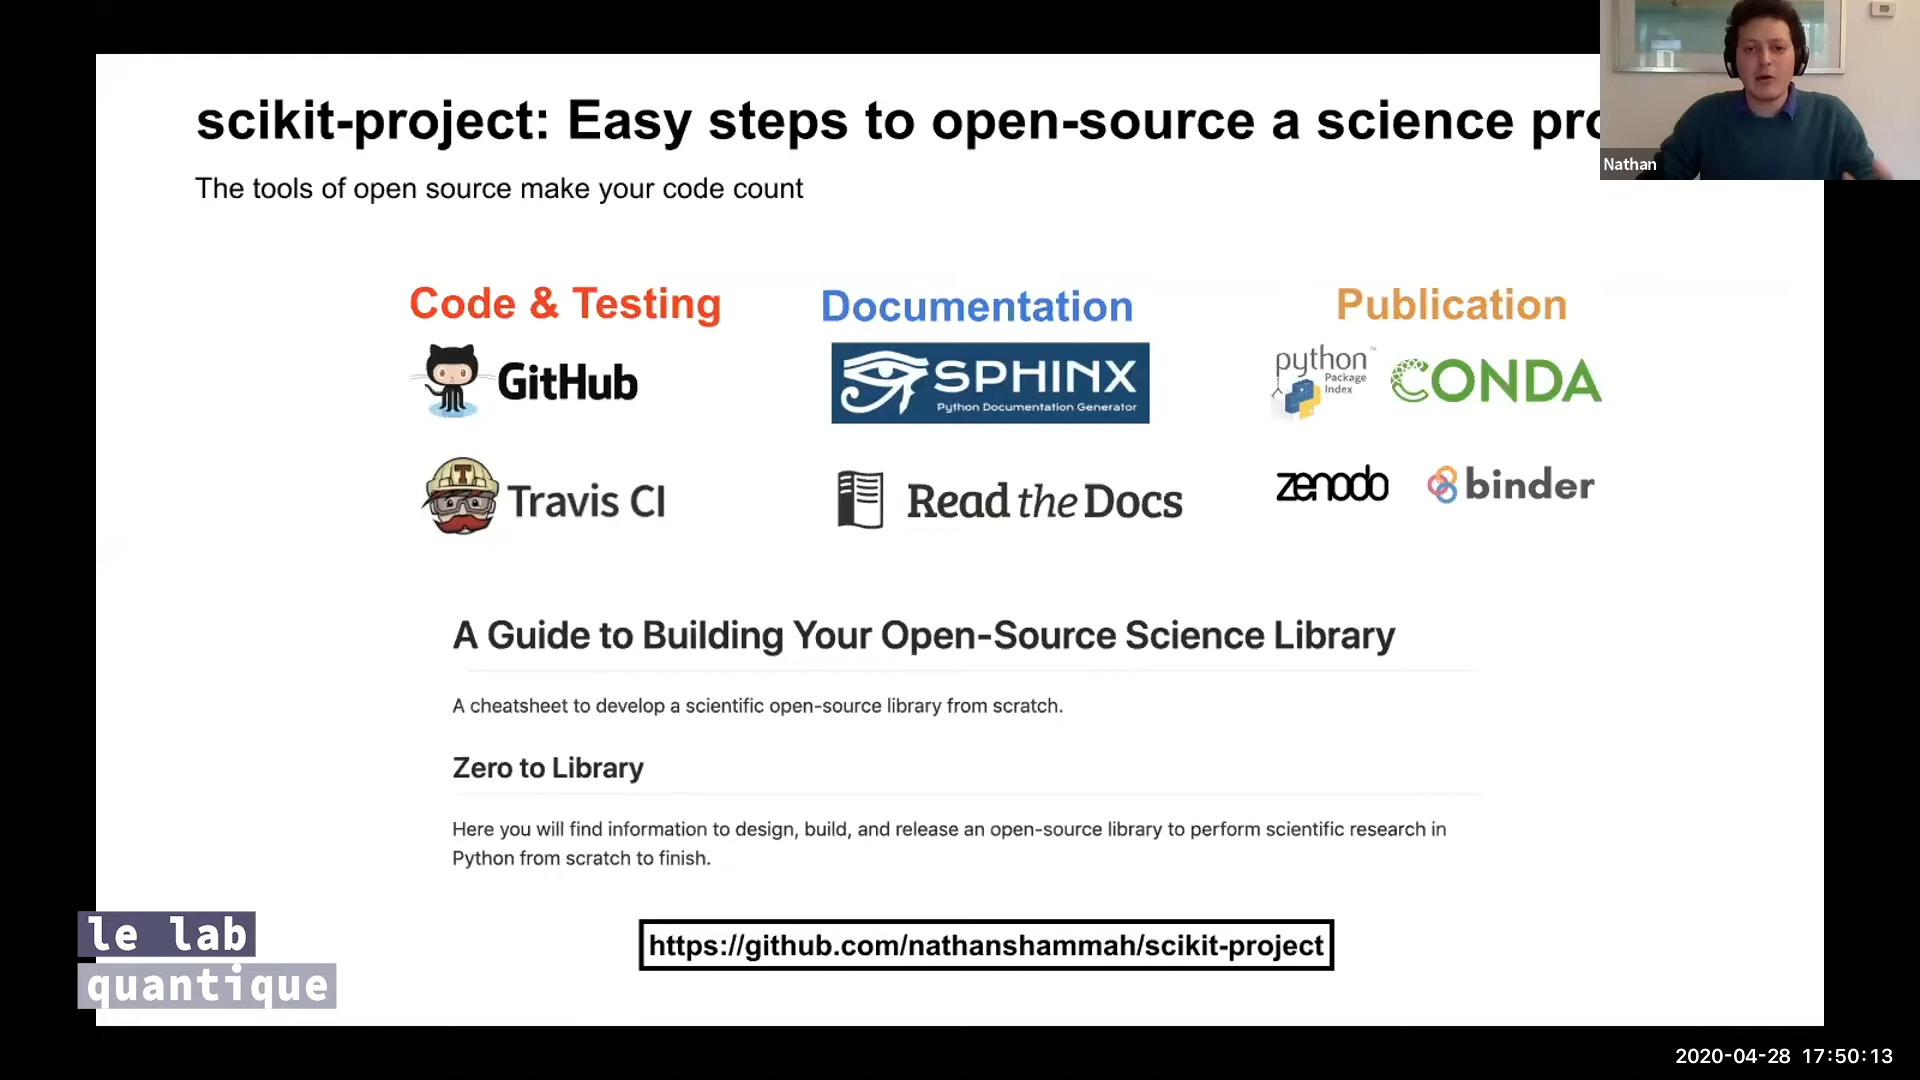 scikit-project: Easy steps to open-source a science pro
Nathan
The tools of open source make your code count
Code & Testing
Documentation
Publication
GitHub
SPHINX
Python Documentation Generator
python™
Package
Index
CONDA
Travis CI
Read the Docs
zenodo
binder
A Guide to Building Your Open-Source Science Library
A cheatsheet to develop a scientific open-source library from scratch.
Zero to Library
Here you will find information to design, build, and release an open-source library to perform scientific research in
Python from scratch to finish.
le lab
quantique
https://github.com/nathanshammah/scikit-project
2020-04-28 17:50:13